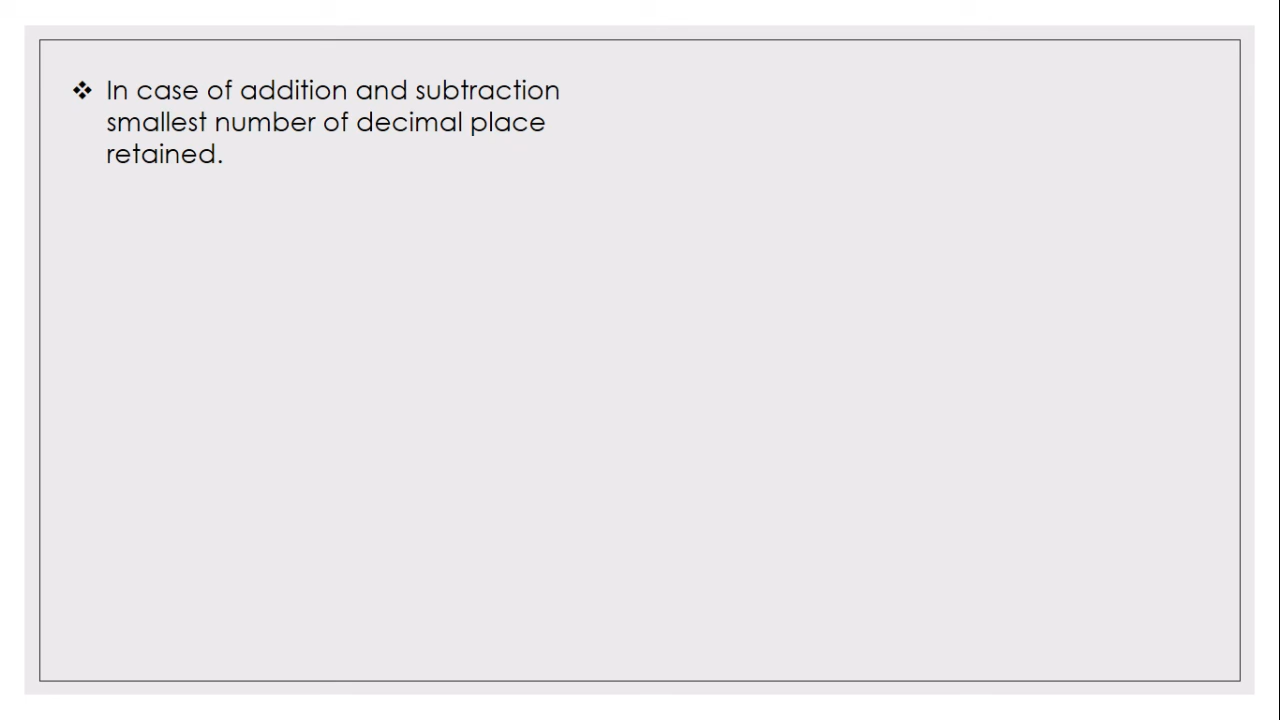 ❖ In case of addition and subtraction
smallest number of decimal place
retained.